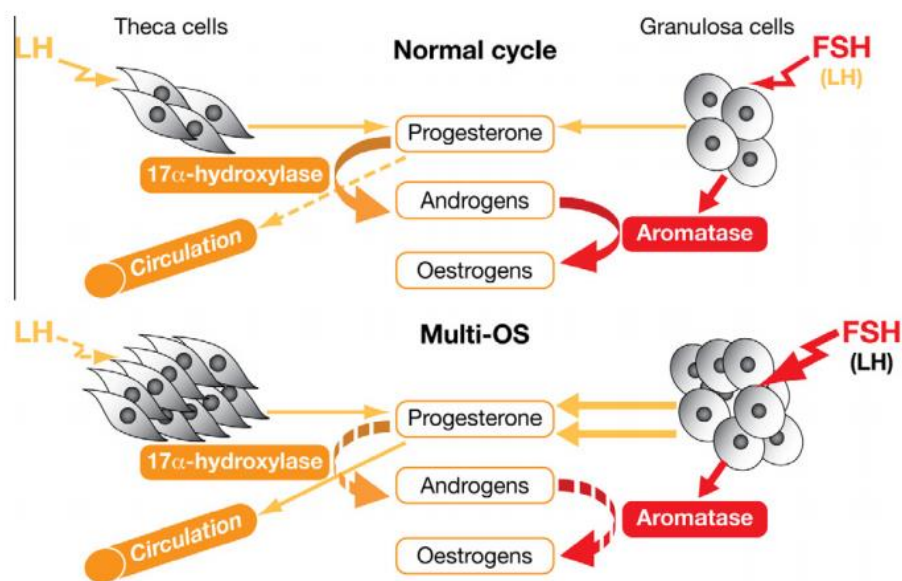 Theca cells
Granulosa cells
LH
Normal cycle
FSH
(LH)
Progesterone
17α-hydroxylase
Androgens
Aromatase
Circulation
Oestrogens
LH
Multi-OS
FSH
(LH)
Progesterone
17α-hydroxylase
Androgens
Aromatase
Circulation
Oestrogens